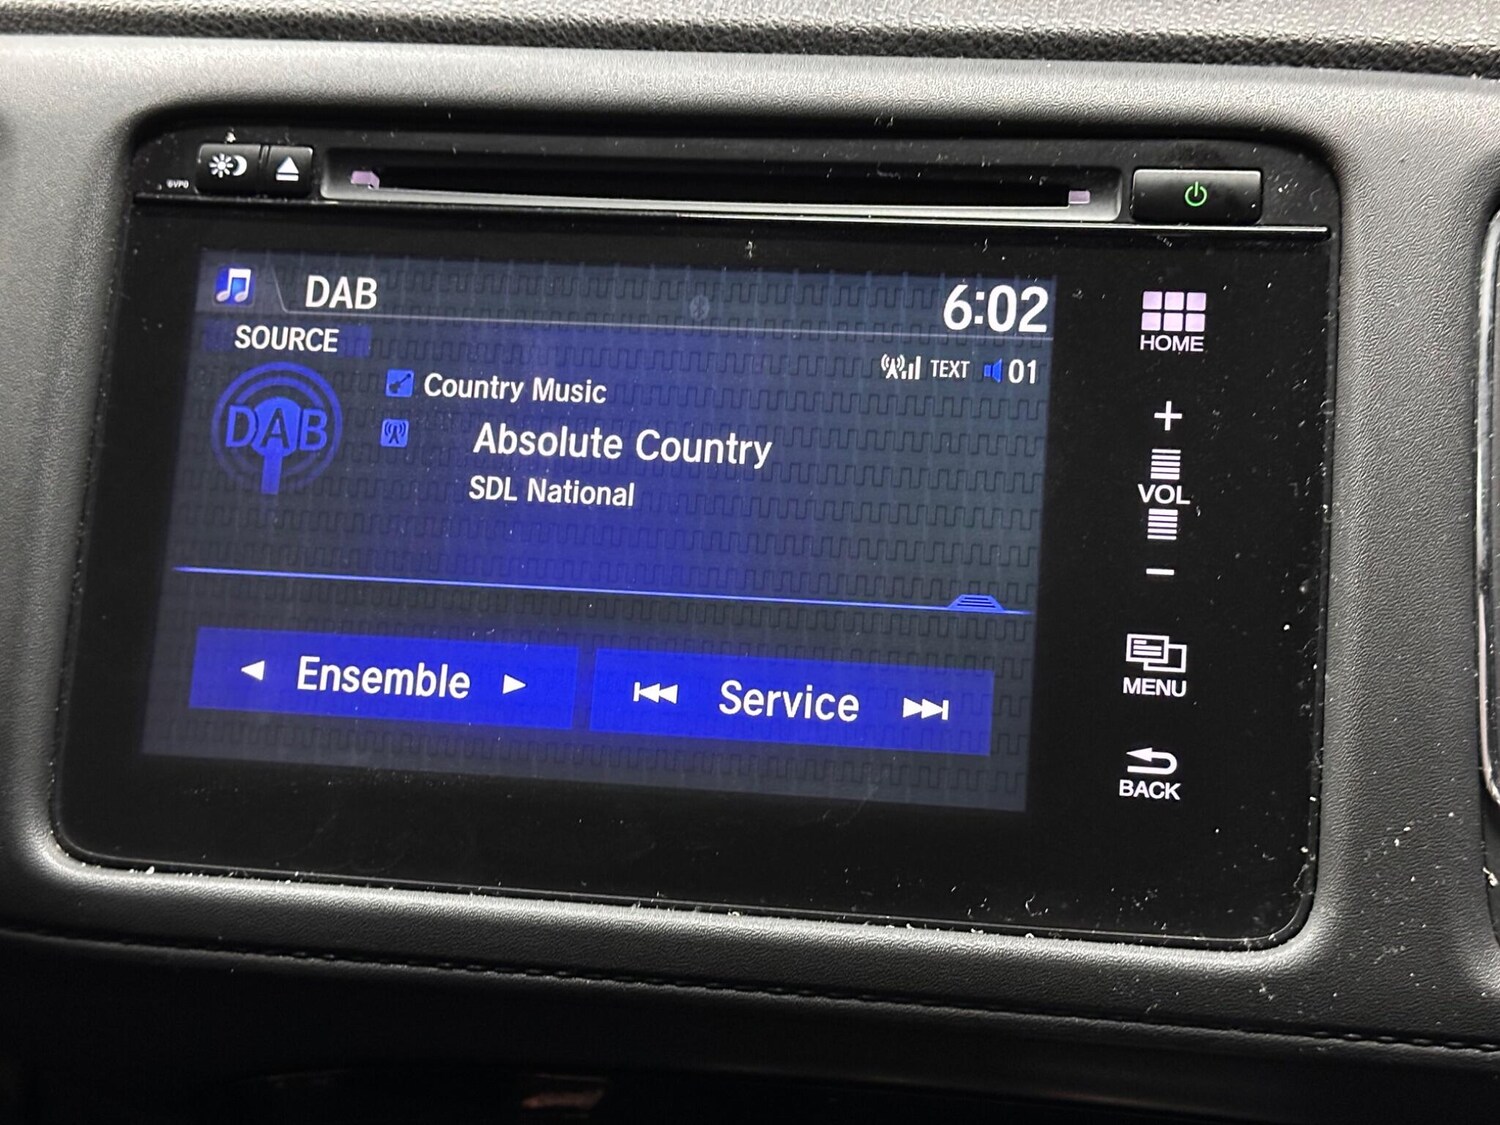 6VP0
DAB
6:02
SOURCE
TEXT 01
DAB
Country Music
Absolute Country
SDL National
Ensemble
Service
HOME
+
VOL
−
MENU
BACK